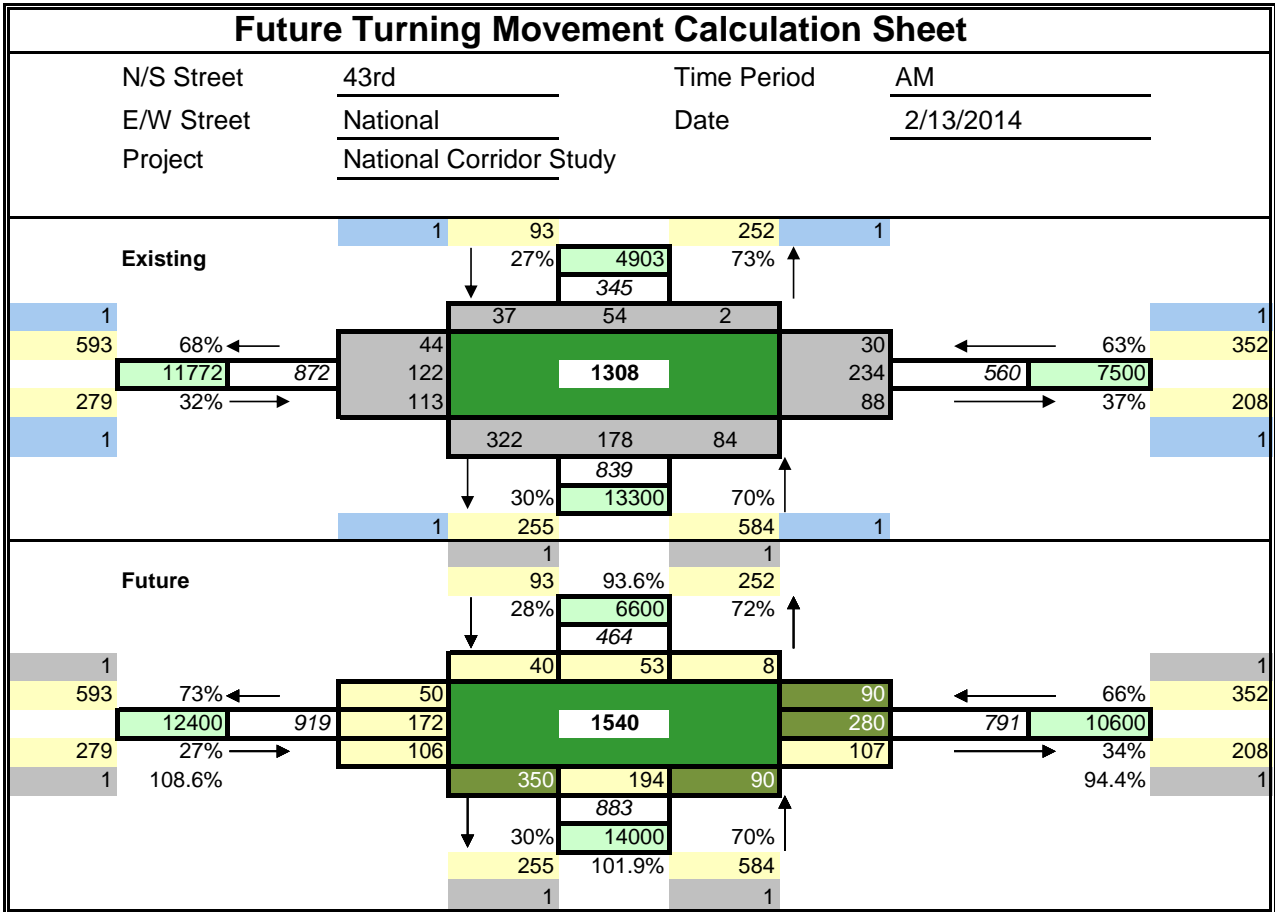 Future Turning Movement Calculation Sheet
N/S Street 43rd Time Period AM
E/W Street National Date 2/13/2014
Project National Corridor Study
1 93 252 1
Existing 27% 4903 73%
345
1 37 54 2 1
593 68% 44 30 63% 352
11772 872 122 1308 234 560 7500
279 32% 113 88 37% 208
1 322 178 84 1
839
30% 13300 70%
1 255 584 1
1 1
Future 93 93.6% 252
28% 6600 72%
464
1 40 53 8 1
593 73% 50 90 66% 352
12400 919 172 1540 280 791 10600
279 27% 106 107 34% 208
1 108.6% 350 194 90 94.4% 1
883
30% 14000 70%
255 101.9% 584
1 1